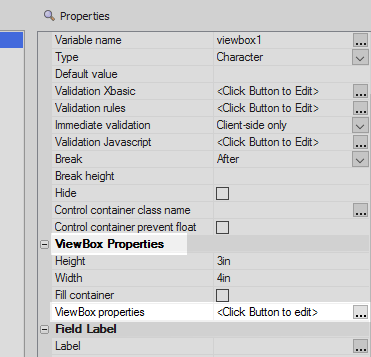 Properties
Variable name viewbox1 ...
Type Character
Default value
Validation Xbasic <Click Button to Edit> ...
Validation rules <Click Button to Edit> ...
Immediate validation Client-side only
Validation Javascript <Click Button to Edit> ...
Break After
Break height
Hide
Control container class name ...
Control container prevent float
ViewBox Properties
Height 3in
Width 4in
Fill container
ViewBox properties <Click Button to edit> ...
Field Label
Label ...